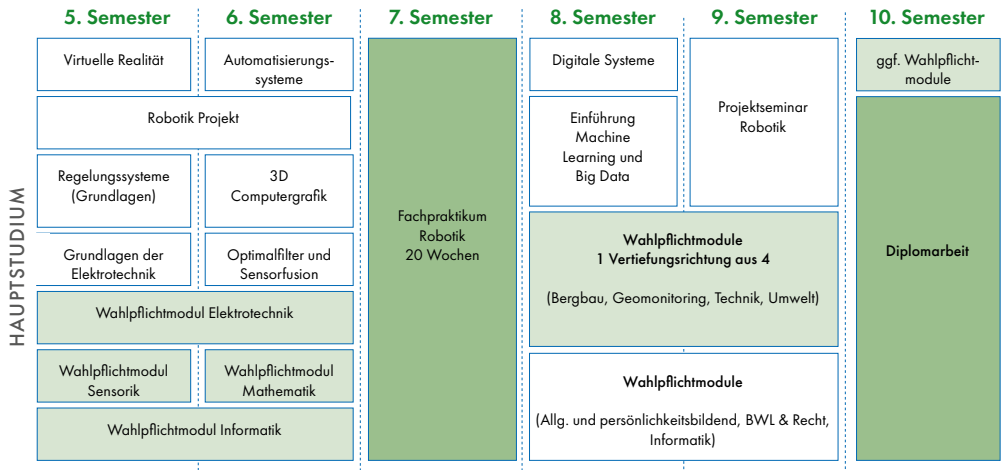 5. Semester
6. Semester
7. Semester
8. Semester
9. Semester
10. Semester
HAUPTSTUDIUM
Virtuelle Realität
Automatisierungs-
systeme
Robotik Projekt
Regelungssysteme
(Grundlagen)
3D
Computergrafik
Grundlagen der
Elektrotechnik
Optimalfilter und
Sensorfusion
Wahlpflichtmodul Elektrotechnik
Wahlpflichtmodul
Sensorik
Wahlpflichtmodul
Mathematik
Wahlpflichtmodul Informatik
Fachpraktikum
Robotik
20 Wochen
Digitale Systeme
Einführung
Machine
Learning und
Big Data
Projektseminar
Robotik
Wahlpflichtmodule
1 Vertiefungsrichtung aus 4
(Bergbau, Geomonitoring, Technik, Umwelt)
Wahlpflichtmodule
(Allg. und persönlichkeitsbildend, BWL & Recht,
Informatik)
ggf. Wahlpflicht-
module
Diplomarbeit